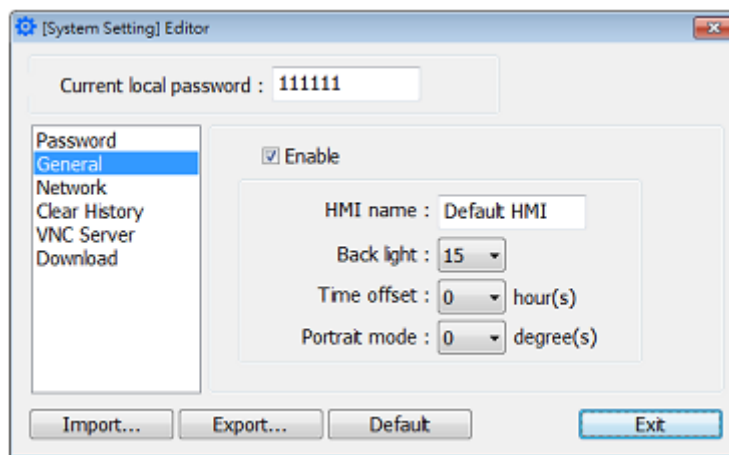 [System Setting] Editor
Current local password : 111111
Password
General
Network
Clear History
VNC Server
Download
Enable
HMI name : Default HMI
Back light : 15
Time offset : 0 hour(s)
Portrait mode : 0 degree(s)
Import... Export... Default Exit